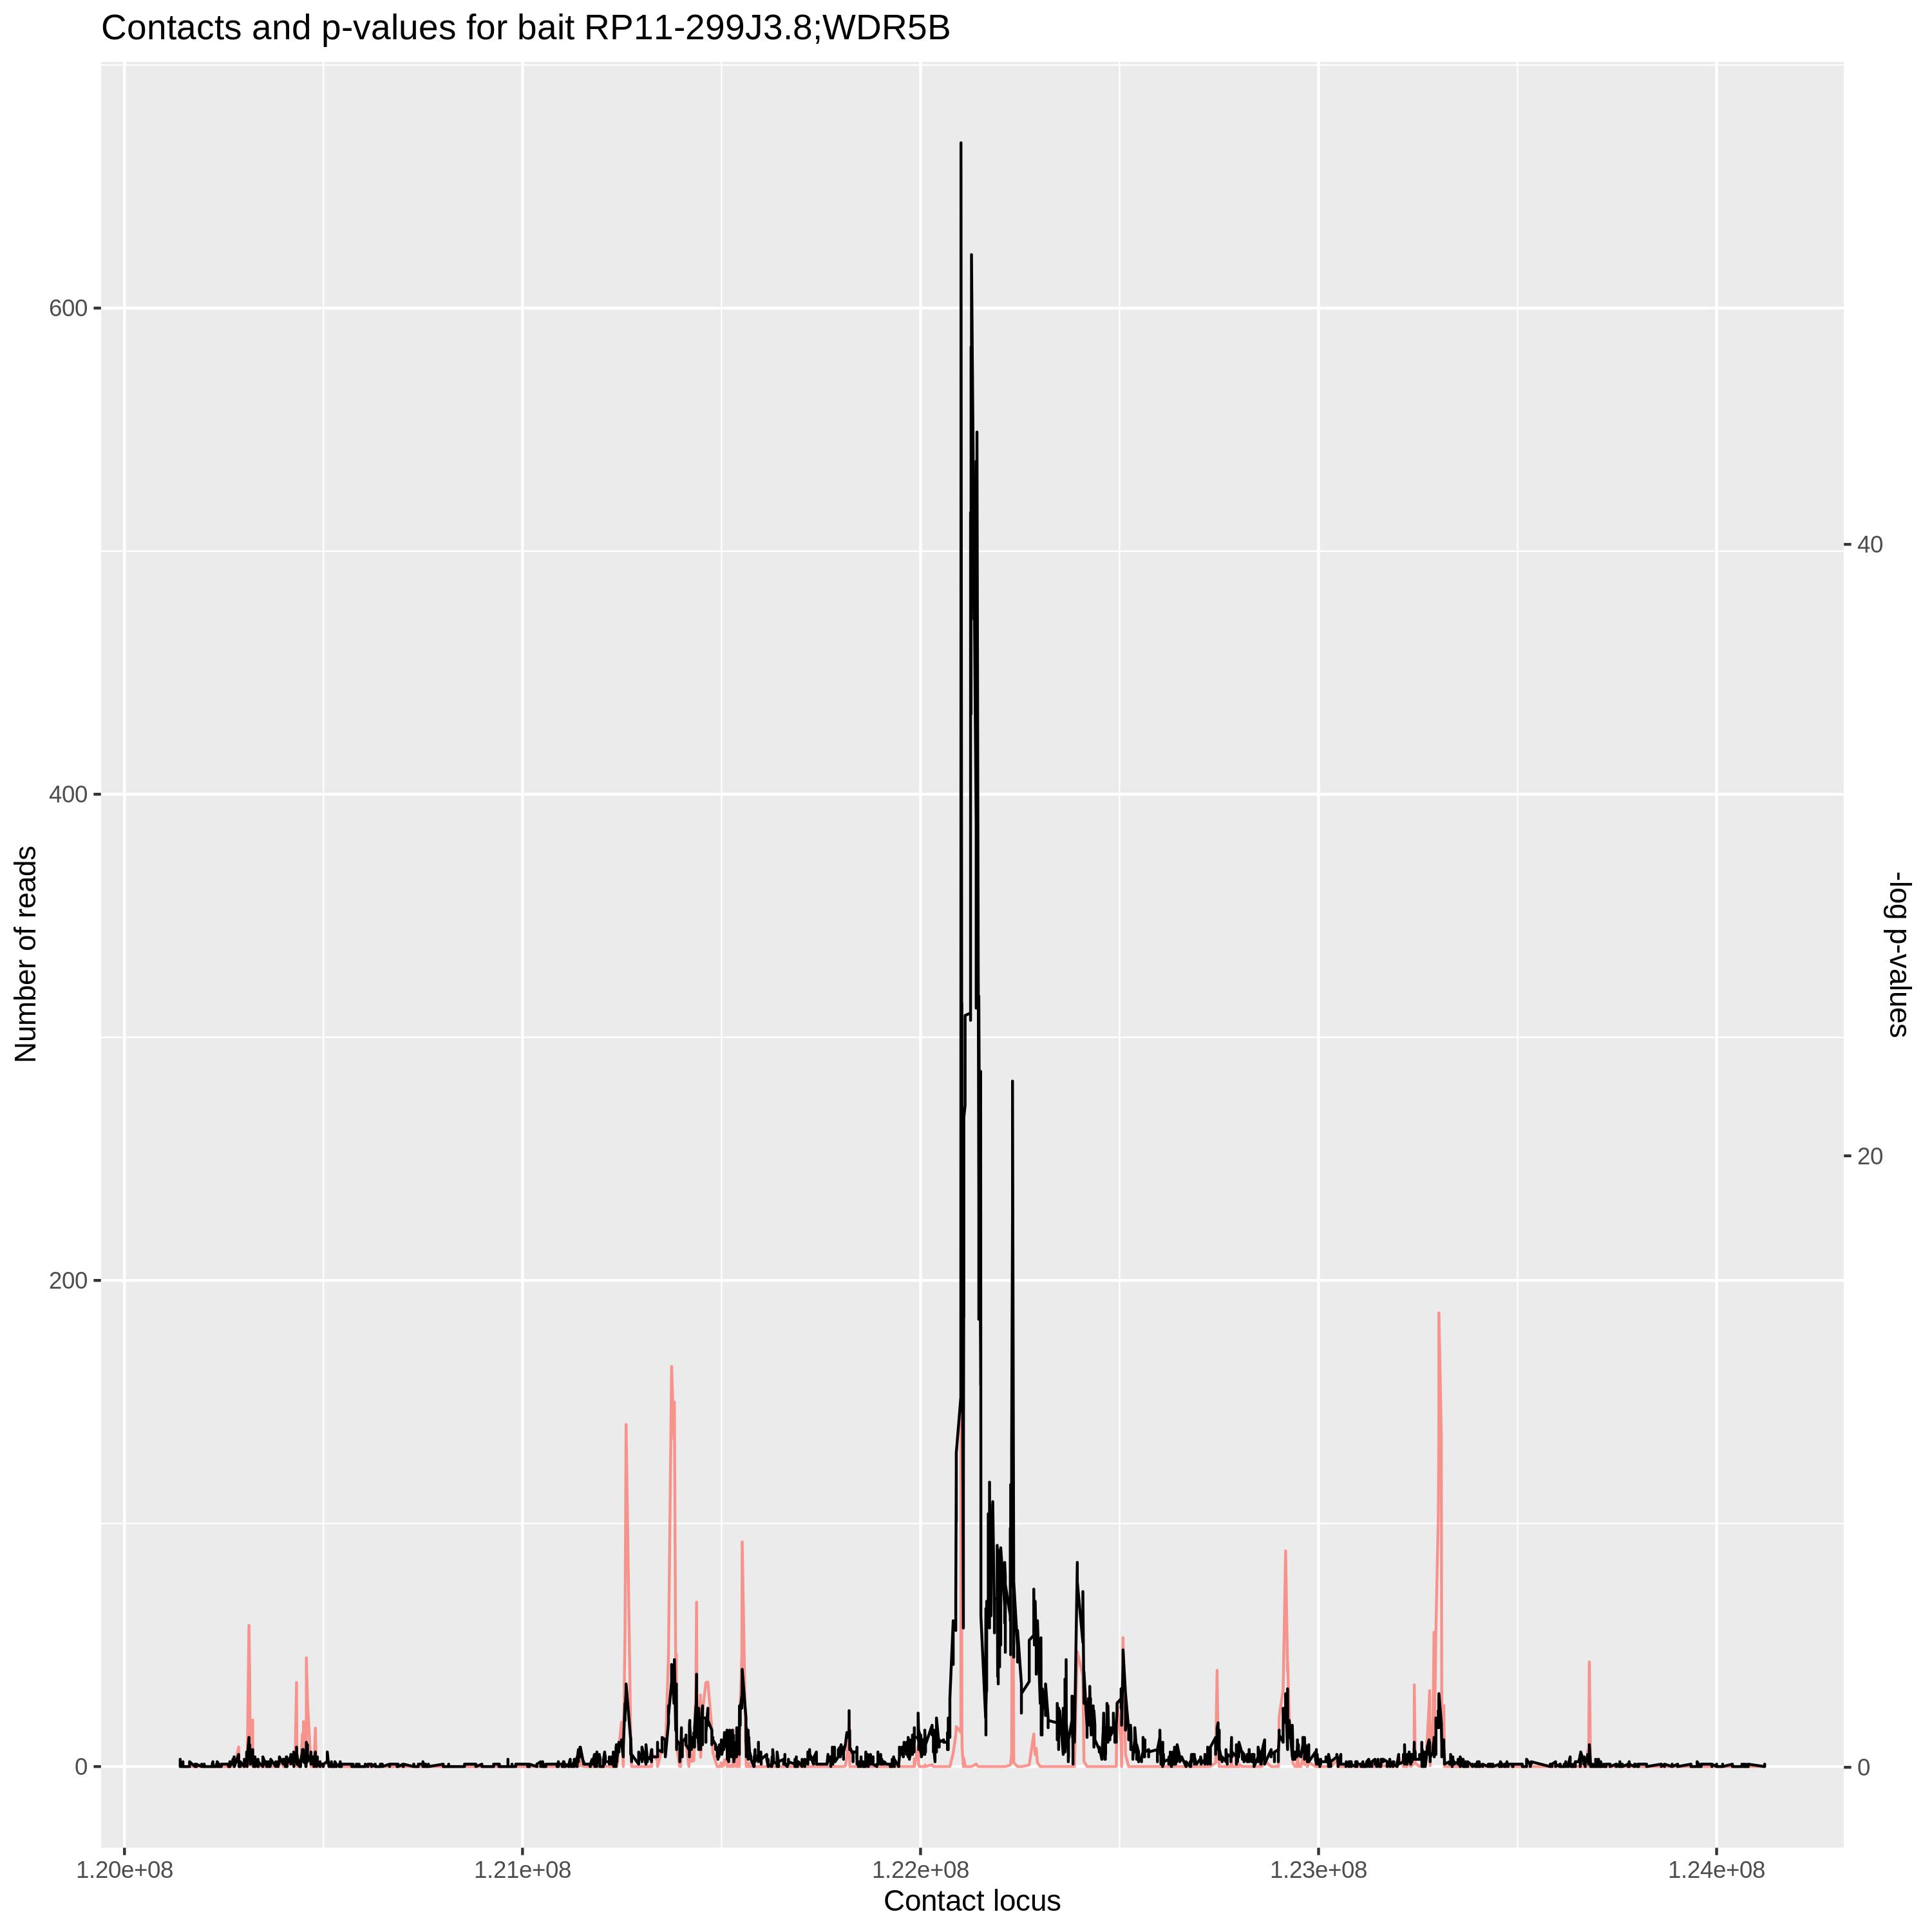 Contacts and p-values for bait RP11-299J3.8;WDR5B
600
400
200
0
Number of reads
40
20
0
-log p-values
1.20e+08
1.21e+08
1.22e+08
1.23e+08
1.24e+08
Contact locus